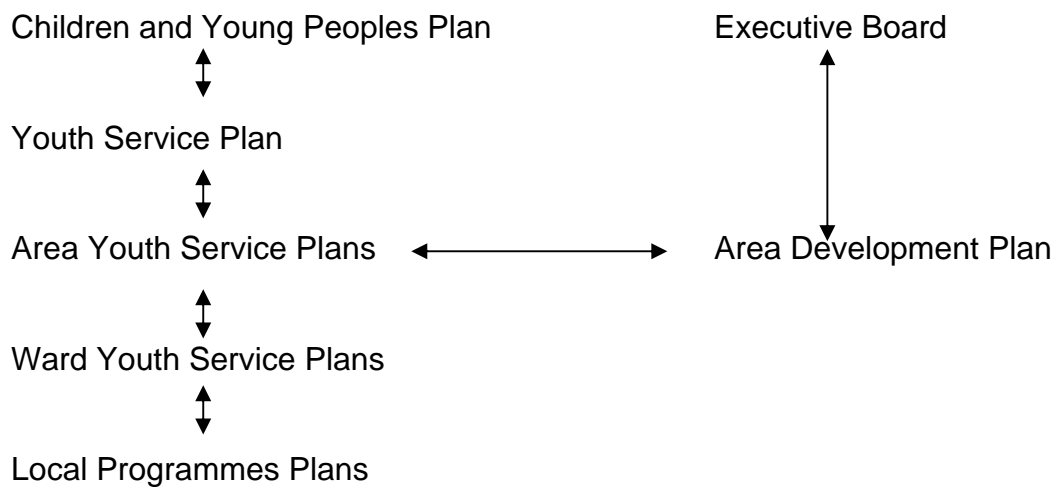 Children and Young Peoples Plan
Executive Board
Youth Service Plan
Area Youth Service Plans
Area Development Plan
Ward Youth Service Plans
Local Programmes Plans